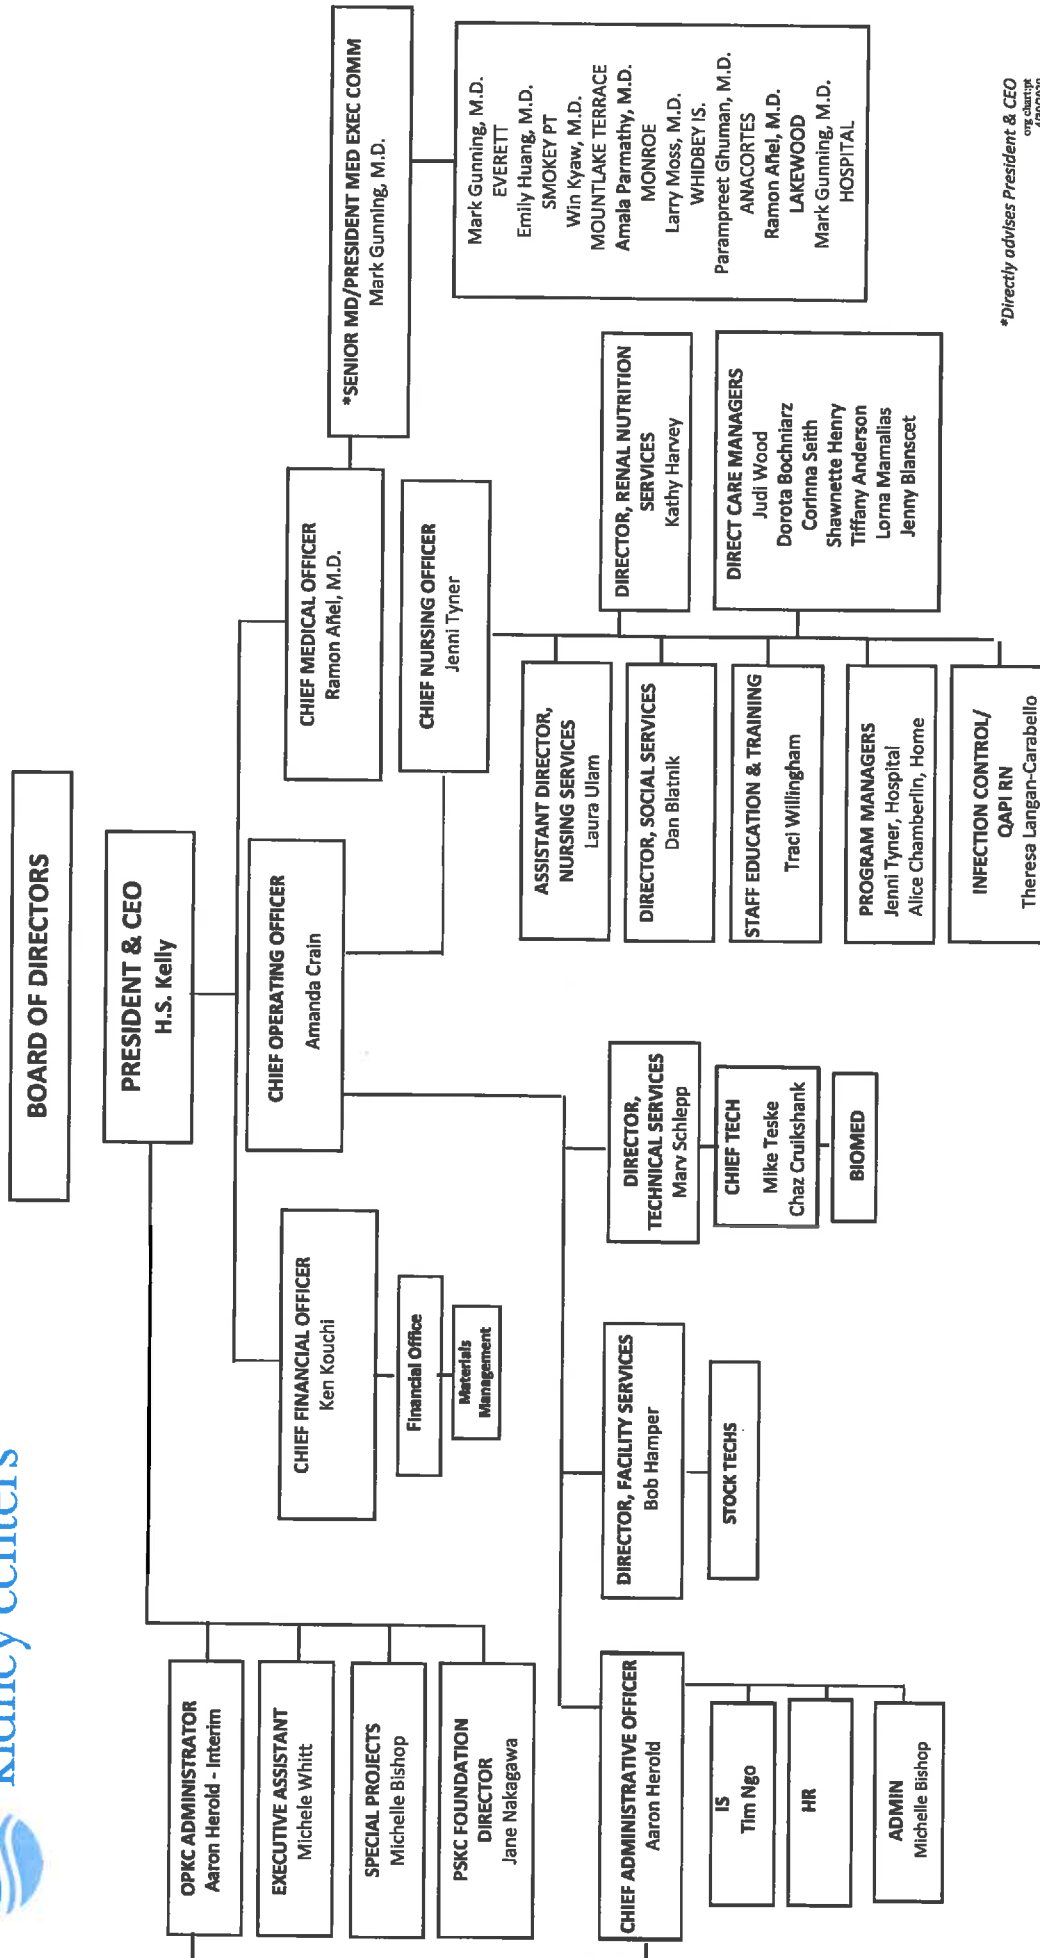 kidney centers
BOARD OF DIRECTORS
PRESIDENT & CEO
H.S. Kelly
OPKC ADMINISTRATOR
Aaron Herold - Interim
EXECUTIVE ASSISTANT
Michele Whitt
SPECIAL PROJECTS
Michelle Bishop
PSKC FOUNDATION
DIRECTOR
Jane Nakagawa
CHIEF FINANCIAL OFFICER
Ken Kouchi
Financial Office
Materials
Management
CHIEF OPERATING OFFICER
Amanda Crain
CHIEF MEDICAL OFFICER
Ramon Añel, M.D.
*SENIOR MD/PRESIDENT MED EXEC COMM
Mark Gunning, M.D.
Mark Gunning, M.D.
EVERETT
Emily Huang, M.D.
SMOKEY PT
Win Kyaw, M.D.
MOUNTLAKE TERRACE
Amala Parmathy, M.D.
MONROE
Larry Moss, M.D.
WHIDBEY IS.
Parampreet Ghuman, M.D.
ANACORTES
Ramon Añel, M.D.
LAKEWOOD
Mark Gunning, M.D.
HOSPITAL
CHIEF NURSING OFFICER
Jenni Tyner
ASSISTANT DIRECTOR,
NURSING SERVICES
Laura Ulam
DIRECTOR, SOCIAL SERVICES
Dan Blatnik
STAFF EDUCATION & TRAINING
Traci Willingham
PROGRAM MANAGERS
Jenni Tyner, Hospital
Alice Chamberlin, Home
INFECTION CONTROL/
QAPI RN
Theresa Langan-Carabello
DIRECTOR, RENAL NUTRITION
SERVICES
Kathy Harvey
DIRECT CARE MANAGERS
Judi Wood
Dorota Bochniarz
Corinna Seith
Shawnette Henry
Tiffany Anderson
Lorna Mamalias
Jenny Blanscet
CHIEF ADMINISTRATIVE OFFICER
Aaron Herold
IS
Tim Ngo
HR
ADMIN
Michelle Bishop
DIRECTOR, FACILITY SERVICES
Bob Hamper
STOCK TECHS
DIRECTOR,
TECHNICAL SERVICES
Marv Schlepp
CHIEF TECH
Mike Teske
Chaz Cruikshank
BIOMED
*Directly advises President & CEO
org chart:pt